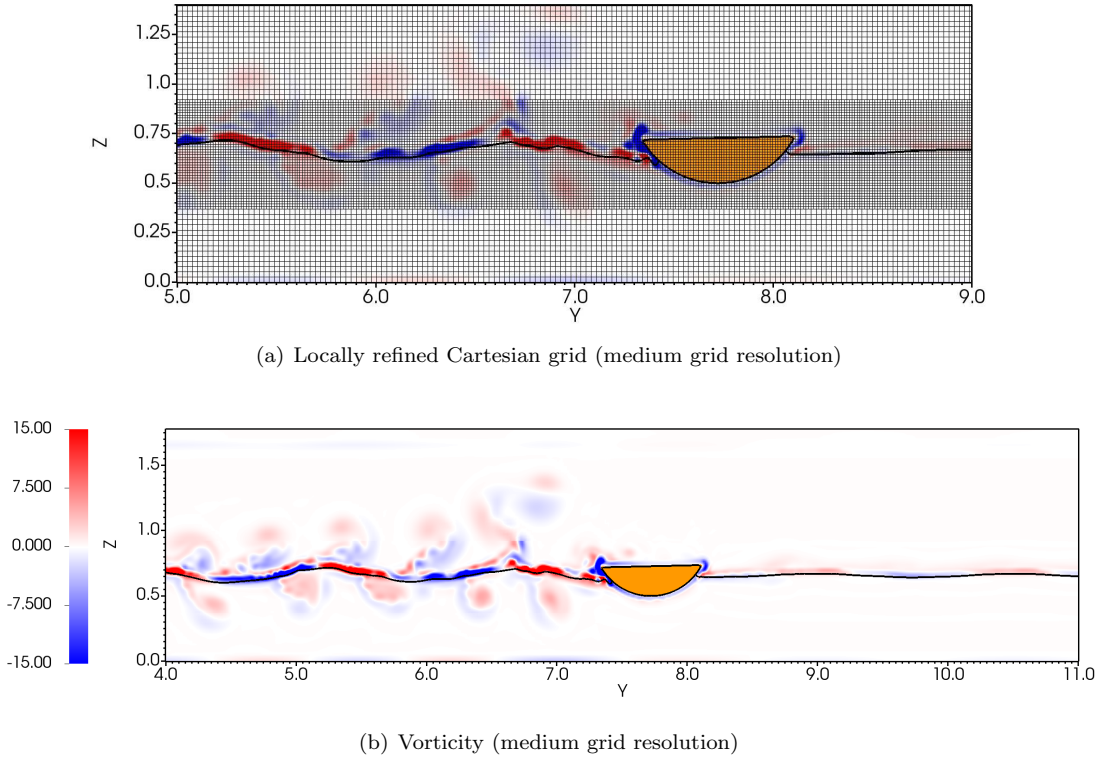 1.25
1.0
0.75
Z
0.5
0.25
0.0
5.0 6.0 7.0 8.0 9.0
Y
(a) Locally refined Cartesian grid (medium grid resolution)
15.00
7.500
0.000
-7.500
-15.00
1.5
1.0
Z
0.5
0.0
4.0 5.0 6.0 7.0 8.0 9.0 10.0 11.0
Y
(b) Vorticity (medium grid resolution)